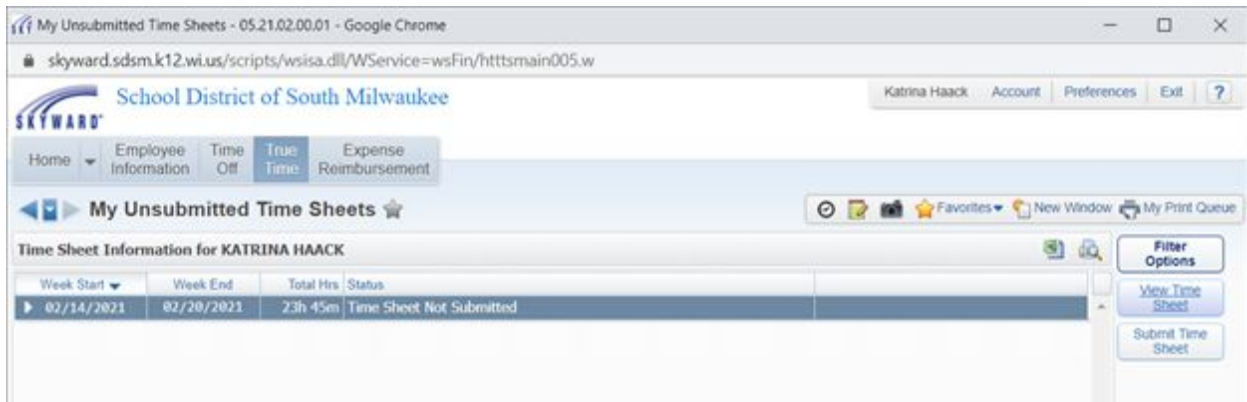 My Unsubmitted Time Sheets - 05.21.02.00.01 - Google Chrome
skyward.sdsm.k12.wi.us/scripts/wsisa.dll/WService=wsFin/htttsmain005.w
SKYWARD
School District of South Milwaukee
Katrina Haack Account Preferences Exit ?
Home Employee Information Time Off True Time Expense Reimbursement
My Unsubmitted Time Sheets
Favorites New Window My Print Queue
Time Sheet Information for KATRINA HAACK
Filter Options
Week Start Week End Total Hrs Status
02/14/2021 02/20/2021 23h 45m Time Sheet Not Submitted
View Time Sheet
Submit Time Sheet